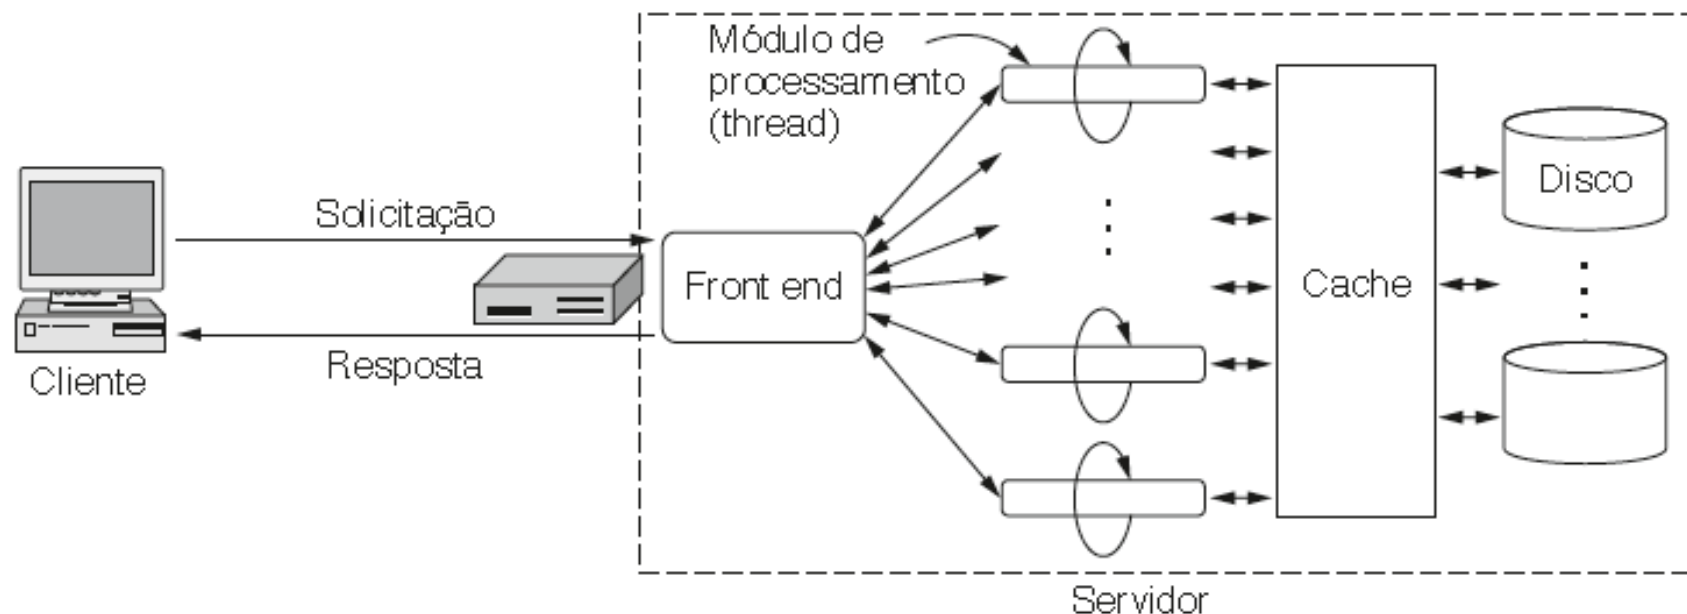 Módulo de
processamento
(thread)
Solicitação
Resposta
Cliente
Front end
Cache
Disco
Servidor